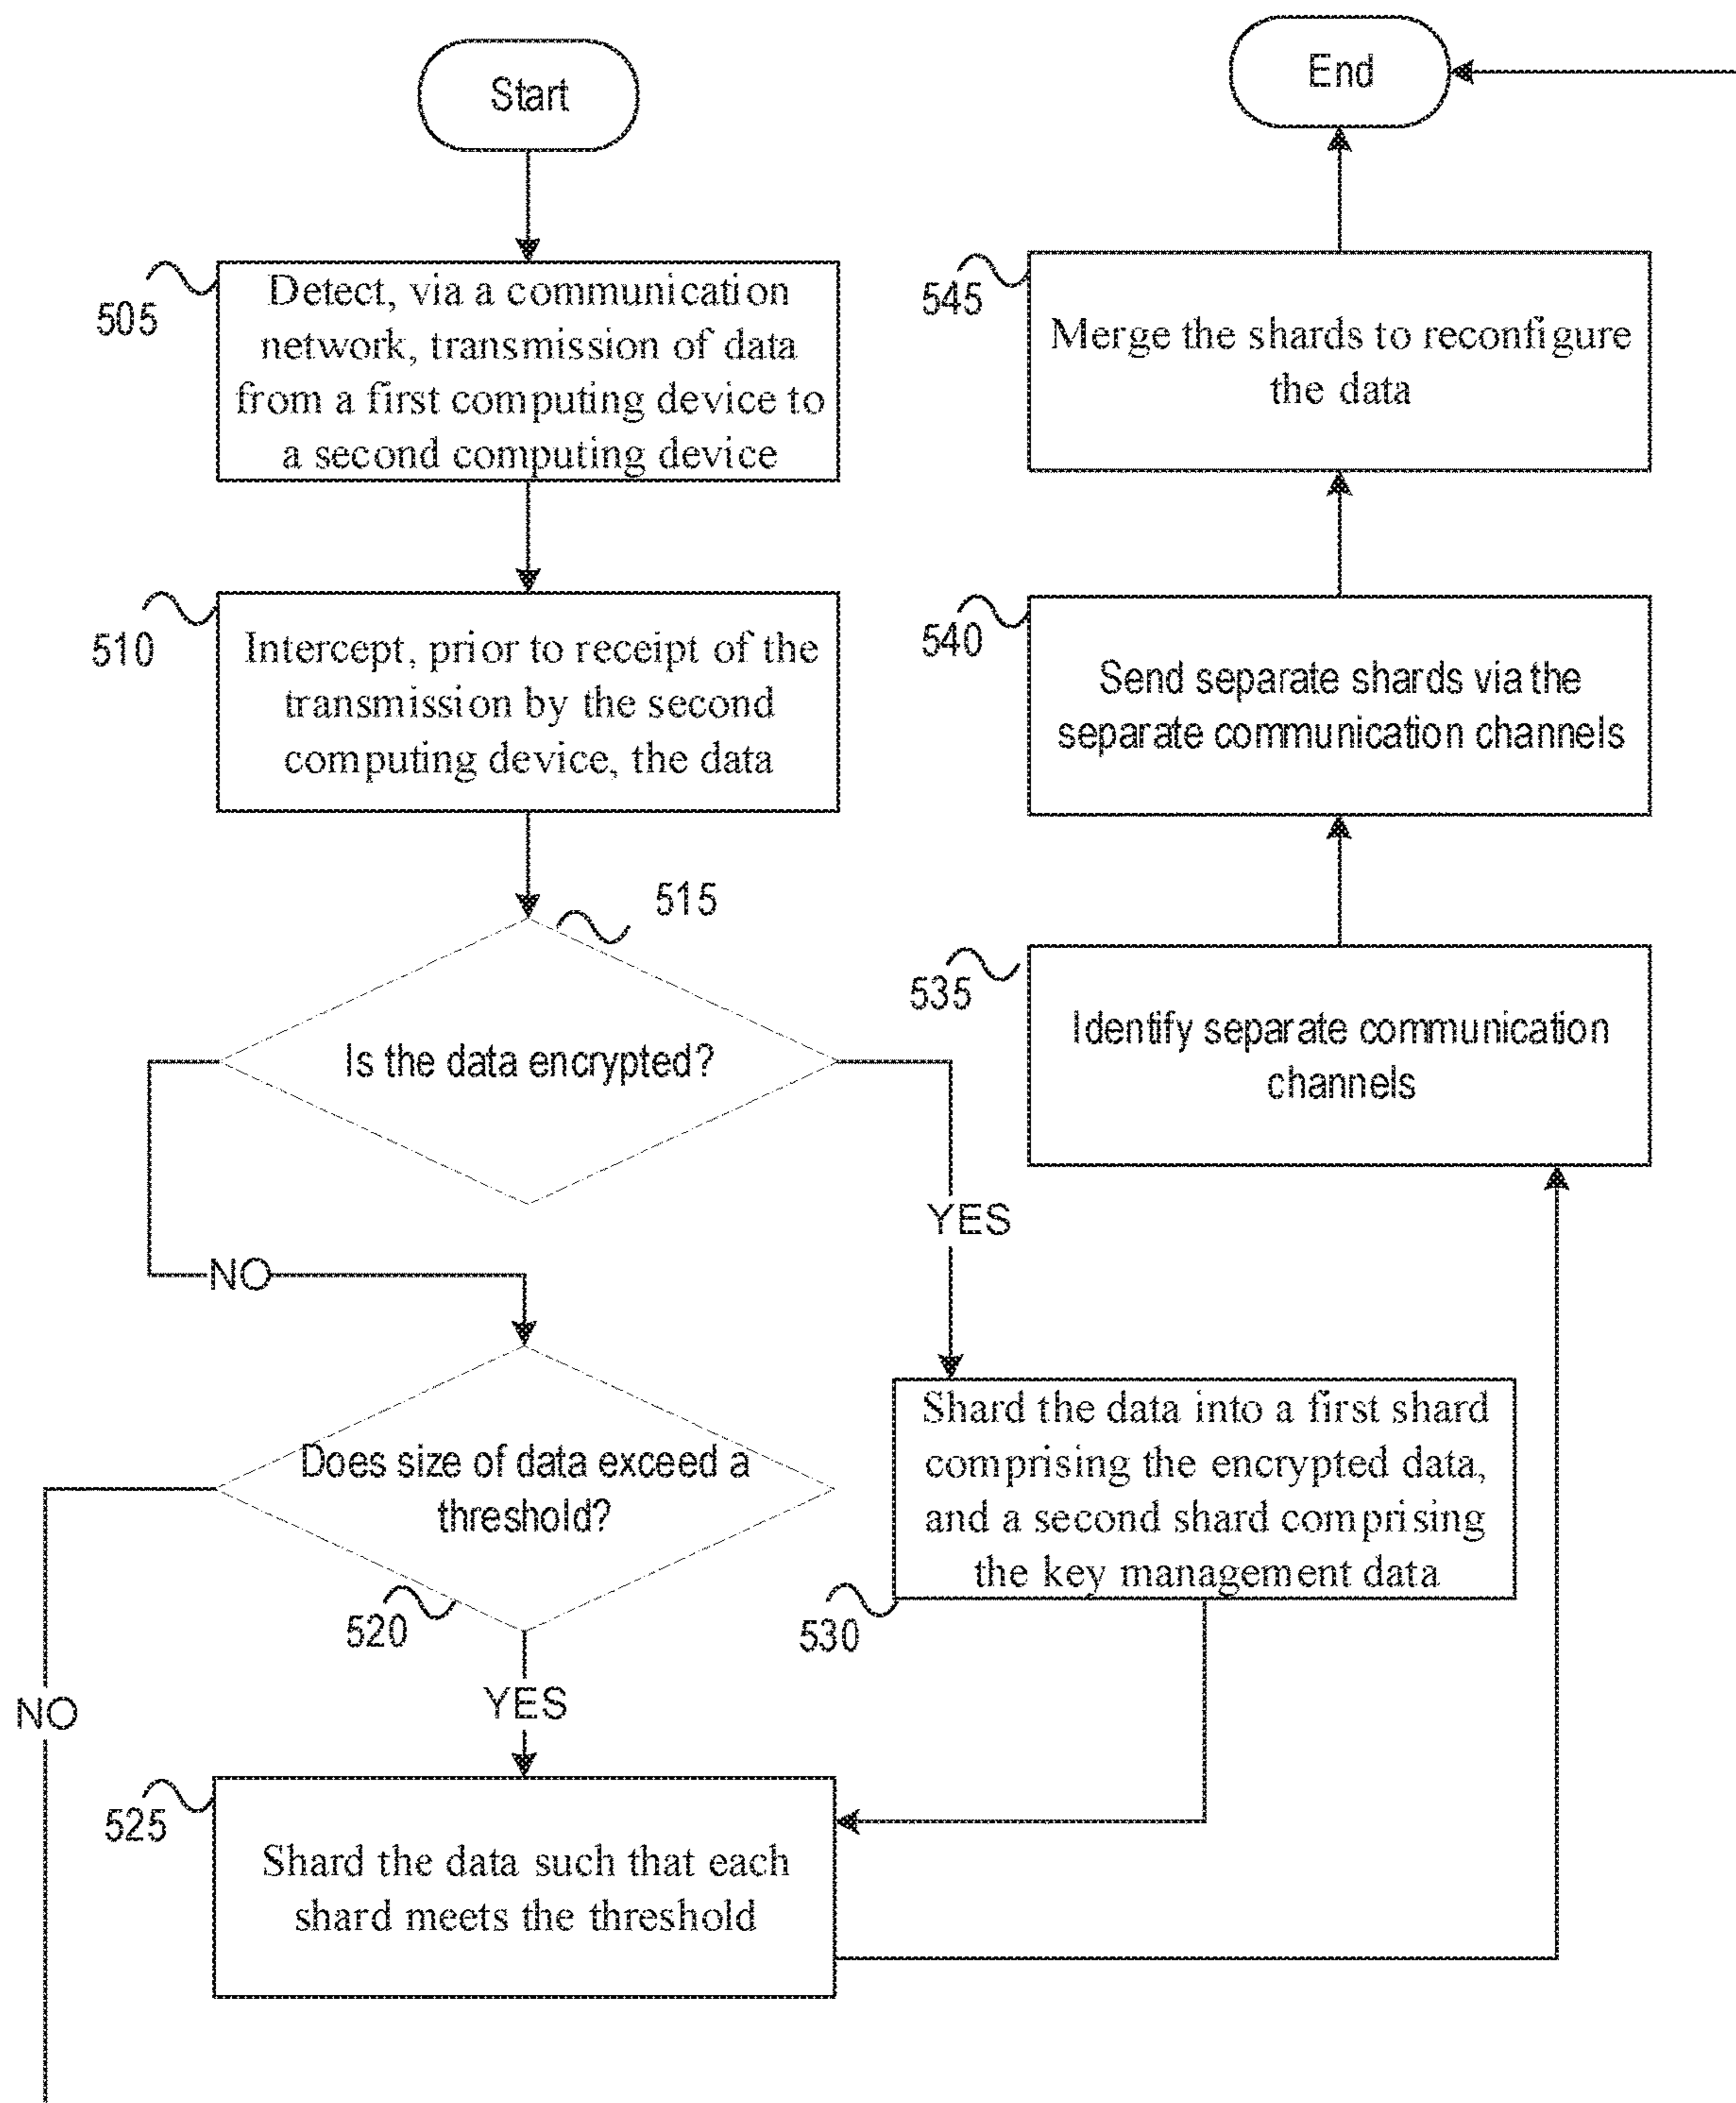 Start
505
Detect, via a communication
network, transmission of data
from a first computing device to
a second computing device
510
Intercept, prior to receipt of the
transmission by the second
computing device, the data
515
Is the data encrypted?
NO
YES
Does size of data exceed a
threshold?
520
NO
YES
525
Shard the data such that each
shard meets the threshold
Shard the data into a first shard
comprising the encrypted data,
and a second shard comprising
the key management data
530
535
Identify separate communication
channels
540
Send separate shards via the
separate communication channels
545
Merge the shards to reconfigure
the data
End